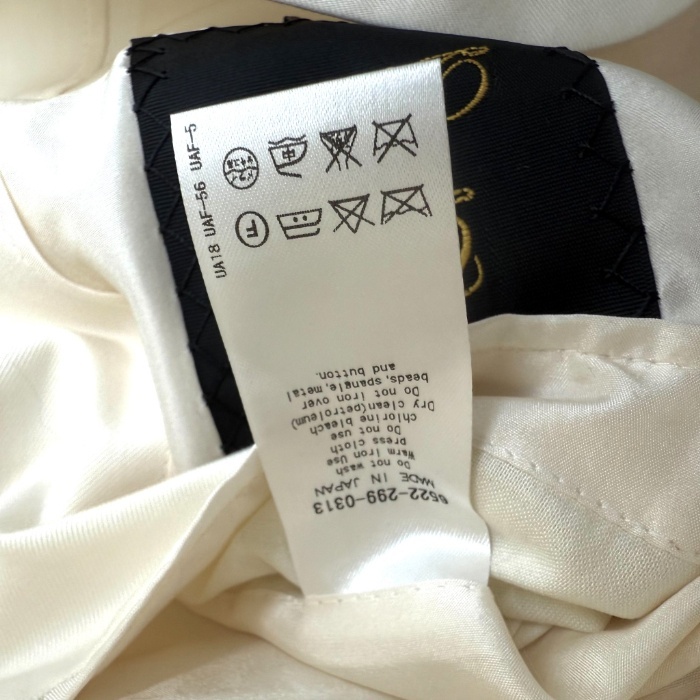 6622-299-0313
MADE IN JAPAN
Do not wash
Warm Iron Use
press cloth
Do not use
chlorine bleach
Dry clean(petroleum)
Do not Iron over
beads,spangle,metal
and button.
F
中
UA18 UAF-56 UAF-5